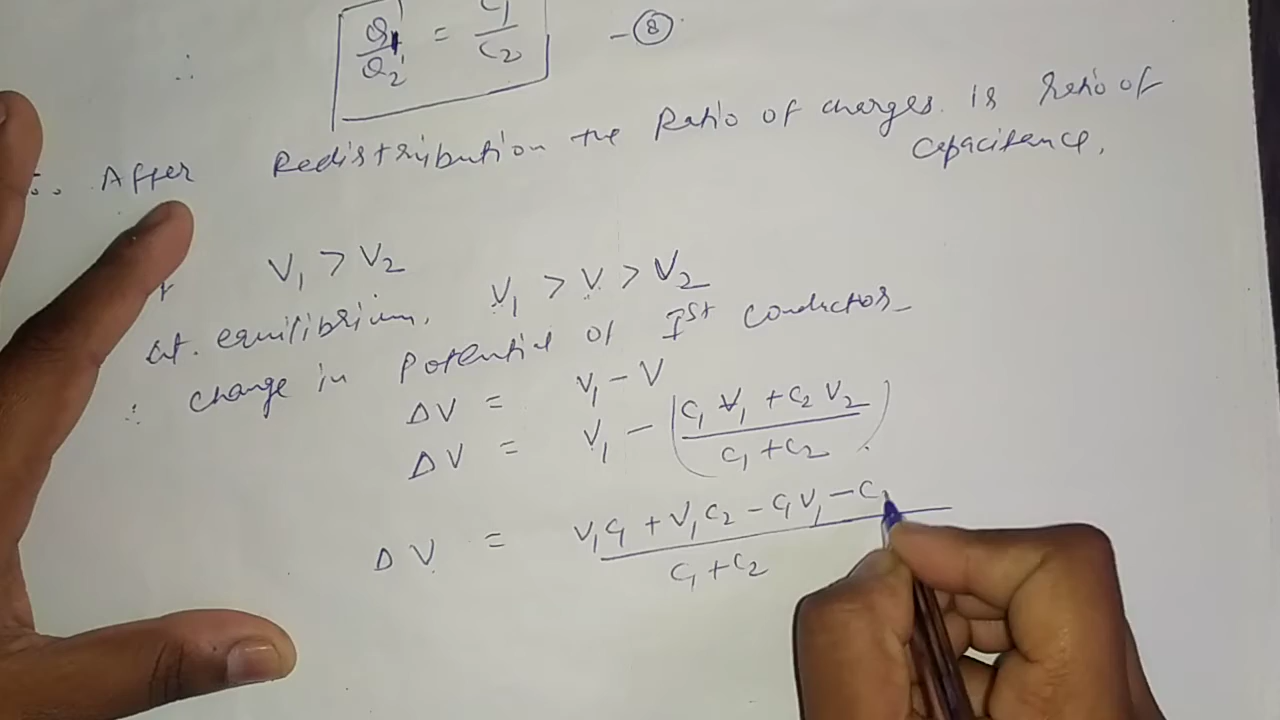 ∴ Q₁'/Q₂' = C₁/C₂ - ⑧
∴ After Redistribution the Ratio of charges is ratio of
capacitance.
V₁ > V₂
at equilibrium, V₁ > V > V₂
∴ change in Potential of Iˢᵗ conductor -
ΔV = V₁ - V
ΔV = V₁ - (C₁V₁ + C₂V₂ / C₁ + C₂)
ΔV = V₁C₁ + V₁C₂ - C₁V₁ - C / C₁ + C₂